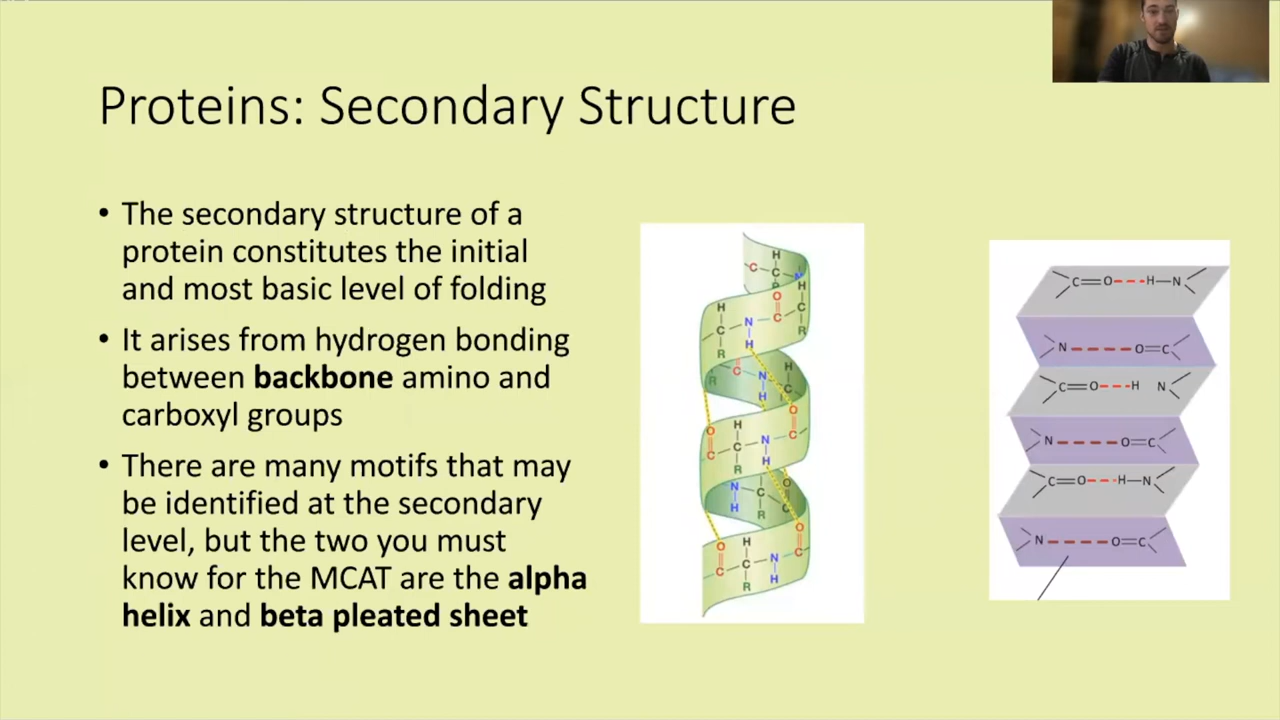 Proteins: Secondary Structure
• The secondary structure of a
protein constitutes the initial
and most basic level of folding
• It arises from hydrogen bonding
between backbone amino and
carboxyl groups
• There are many motifs that may
be identified at the secondary
level, but the two you must
know for the MCAT are the alpha
helix and beta pleated sheet
C=O---H—N
N----O=C
C=O---H N
N----O=C
C=O---H—N
N----O=C